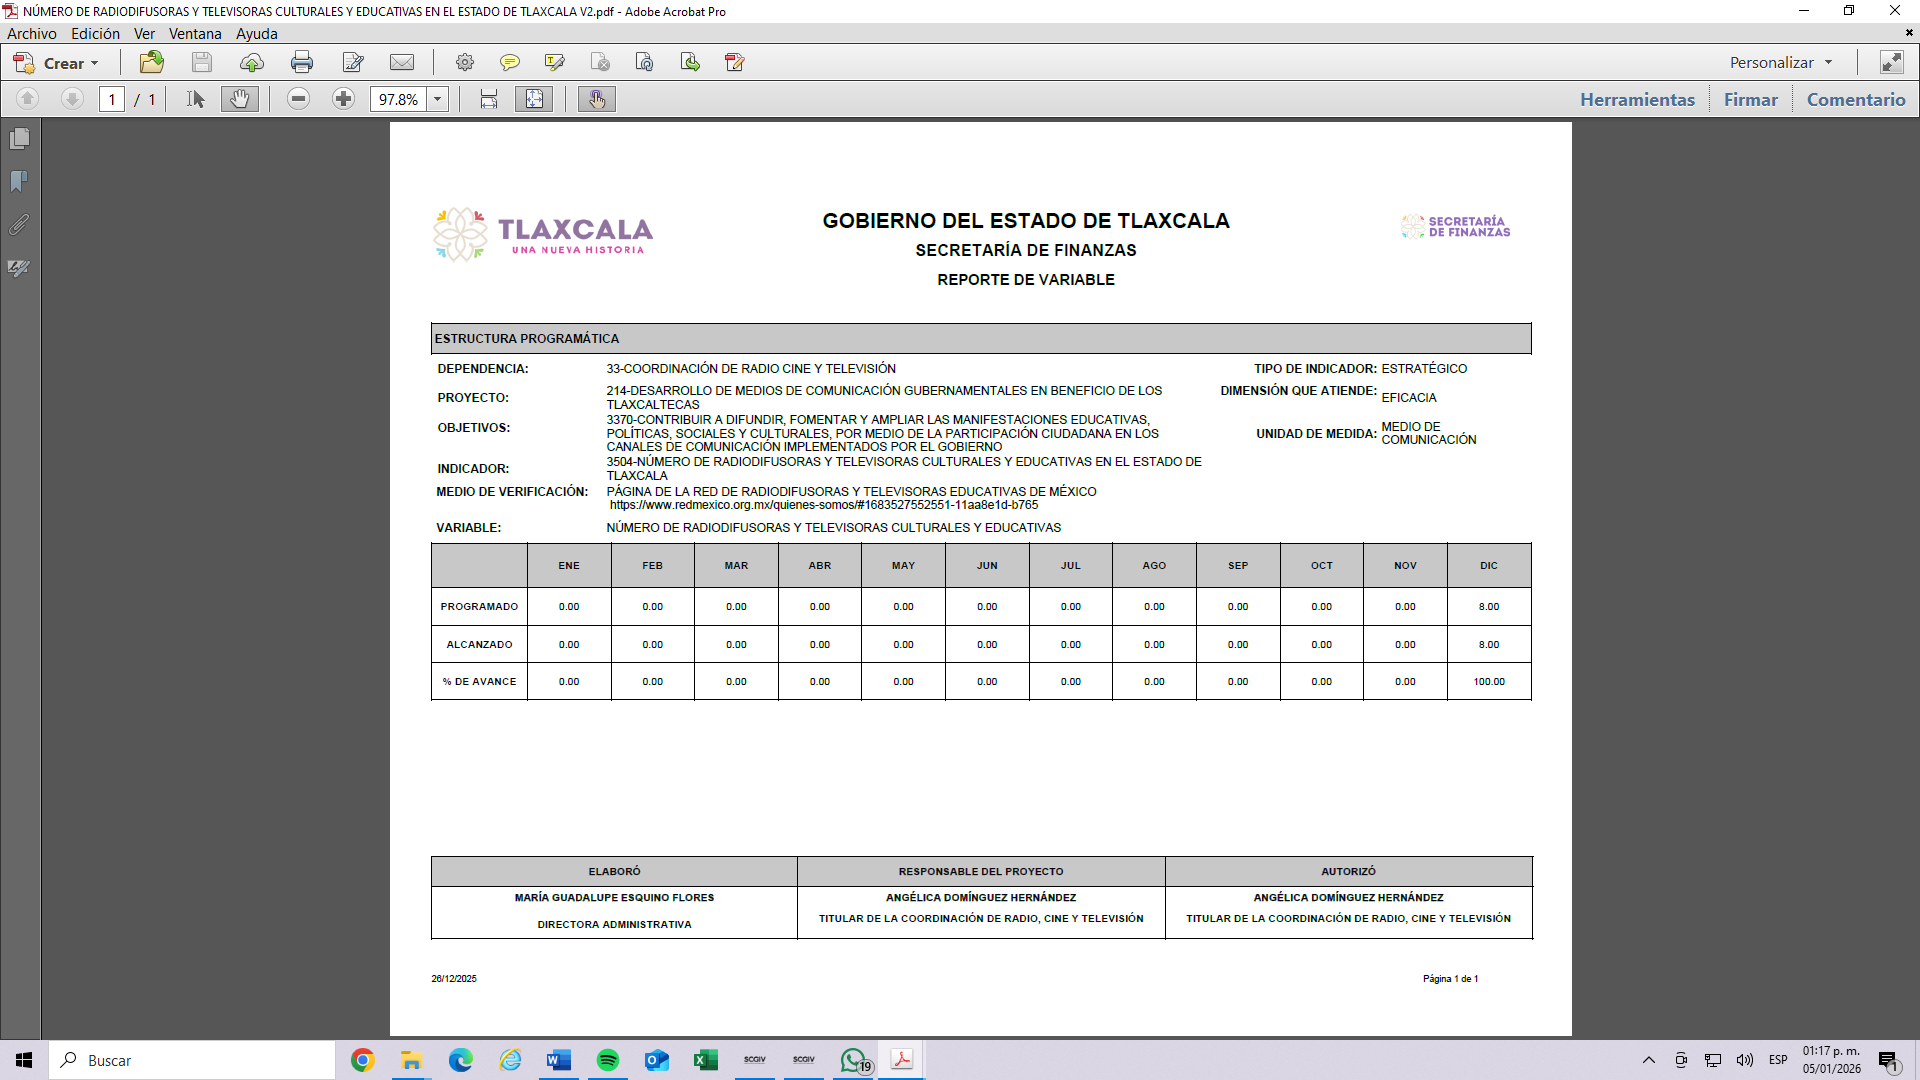 NÚMERO DE RADIODIFUSORAS Y TELEVISORAS CULTURALES Y EDUCATIVAS EN EL ESTADO DE TLAXCALA V2.pdf - Adobe Acrobat Pro
Archivo Edición Ver Ventana Ayuda
Crear Personalizar
1 / 1 97.8% Herramientas Firmar Comentario
TLAXCALA
UNA NUEVA HISTORIA
GOBIERNO DEL ESTADO DE TLAXCALA
SECRETARÍA DE FINANZAS
REPORTE DE VARIABLE
SECRETARÍA
DE FINANZAS
ESTRUCTURA PROGRAMÁTICA
DEPENDENCIA: 33-COORDINACIÓN DE RADIO CINE Y TELEVISIÓN TIPO DE INDICADOR: ESTRATÉGICO
PROYECTO: 214-DESARROLLO DE MEDIOS DE COMUNICACIÓN GUBERNAMENTALES EN BENEFICIO DE LOS
TLAXCALTECAS DIMENSIÓN QUE ATIENDE: EFICACIA
OBJETIVOS: 3370-CONTRIBUIR A DIFUNDIR, FOMENTAR Y AMPLIAR LAS MANIFESTACIONES EDUCATIVAS,
POLÍTICAS, SOCIALES Y CULTURALES, POR MEDIO DE LA PARTICIPACIÓN CIUDADANA EN LOS
CANALES DE COMUNICACIÓN IMPLEMENTADOS POR EL GOBIERNO
UNIDAD DE MEDIDA: MEDIO DE
COMUNICACIÓN
INDICADOR: 3504-NÚMERO DE RADIODIFUSORAS Y TELEVISORAS CULTURALES Y EDUCATIVAS EN EL ESTADO DE
TLAXCALA
MEDIO DE VERIFICACIÓN: PÁGINA DE LA RED DE RADIODIFUSORAS Y TELEVISORAS EDUCATIVAS DE MÉXICO
https://www.redmexico.org.mx/quienes-somos/#1683527552551-11aa8e1d-b765
VARIABLE: NÚMERO DE RADIODIFUSORAS Y TELEVISORAS CULTURALES Y EDUCATIVAS
ENE FEB MAR ABR MAY JUN JUL AGO SEP OCT NOV DIC
PROGRAMADO 0.00 0.00 0.00 0.00 0.00 0.00 0.00 0.00 0.00 0.00 0.00 8.00
ALCANZADO 0.00 0.00 0.00 0.00 0.00 0.00 0.00 0.00 0.00 0.00 0.00 8.00
% DE AVANCE 0.00 0.00 0.00 0.00 0.00 0.00 0.00 0.00 0.00 0.00 0.00 100.00
ELABORÓ RESPONSABLE DEL PROYECTO AUTORIZÓ
MARÍA GUADALUPE ESQUINO FLORES ANGÉLICA DOMÍNGUEZ HERNÁNDEZ ANGÉLICA DOMÍNGUEZ HERNÁNDEZ
DIRECTORA ADMINISTRATIVA TITULAR DE LA COORDINACIÓN DE RADIO, CINE Y TELEVISIÓN TITULAR DE LA COORDINACIÓN DE RADIO, CINE Y TELEVISIÓN
26/12/2025 Página 1 de 1
Buscar SCGIV SCGIV 19 ESP 01:17 p. m.
05/01/2026 1